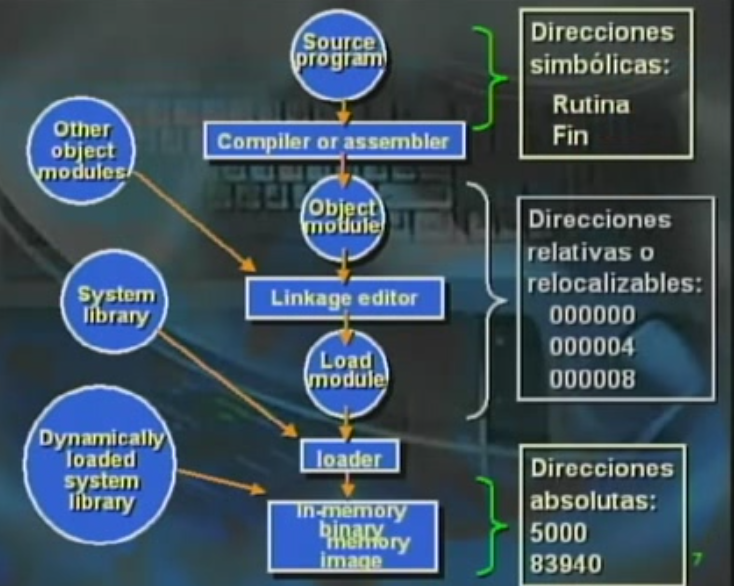 Source
program
Direcciones
simbólicas:
Rutina
Fin
Other
object
modules
Compiler or assembler
Object
module
Direcciones
relativas o
relocalizables:
000000
000004
000008
System
library
Linkage editor
Load
module
Dynamically
loaded
system
library
loader
Direcciones
absolutas:
5000
83940
In-memory
binary
memory
image
7